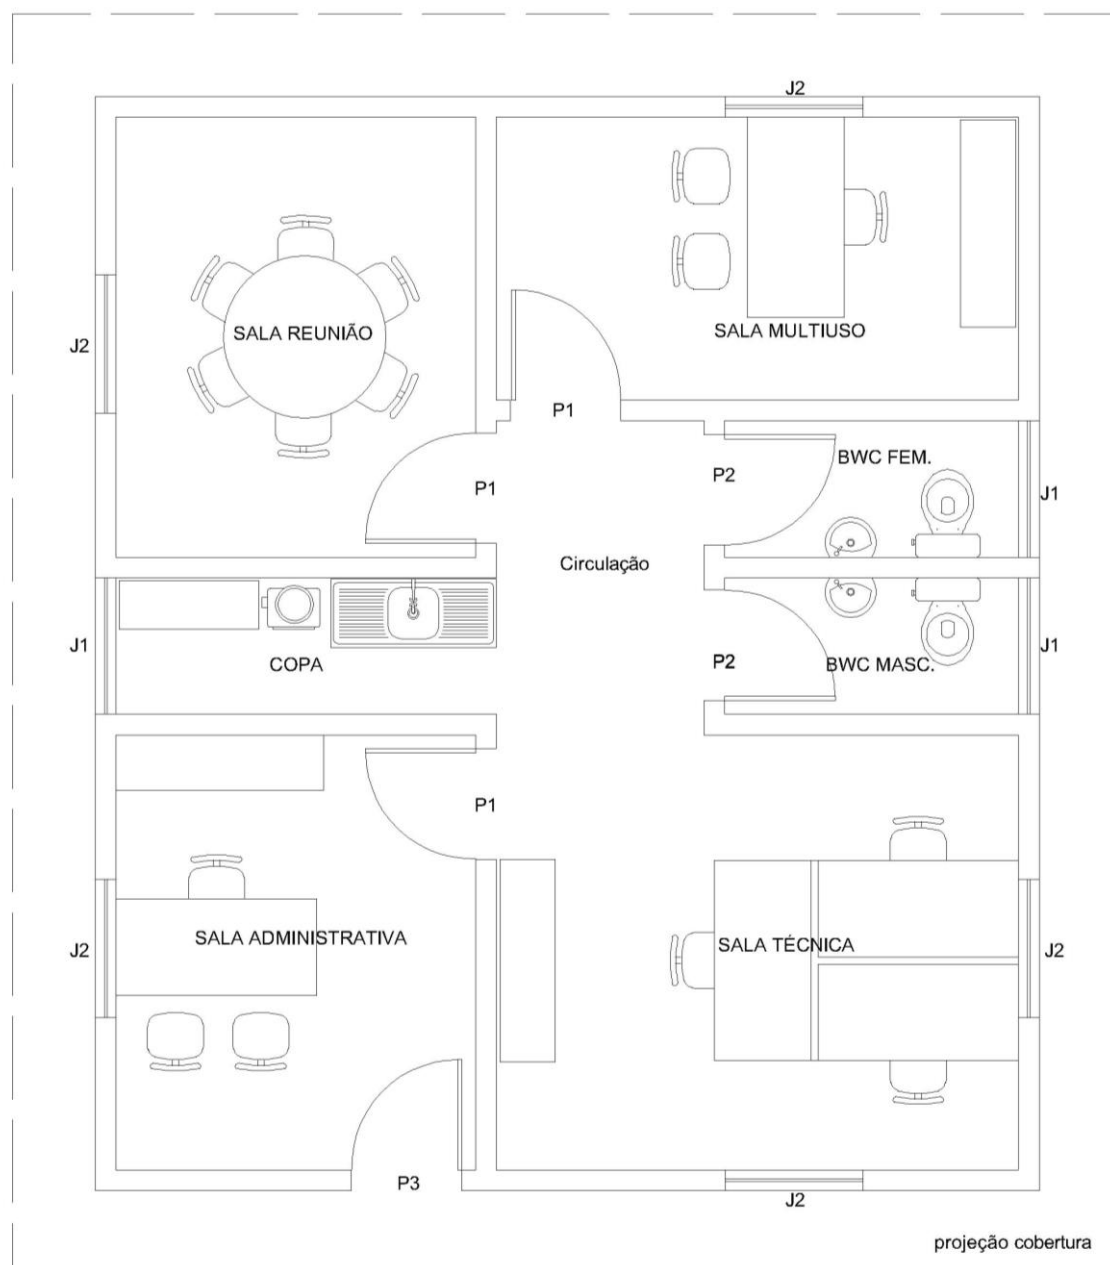 J2
SALA REUNIÃO
SALA MULTIUSO
J2
P1
BWC FEM.
P2
P1
J1
Circulação
J1
COPA
P2
BWC MASC.
J1
P1
SALA ADMINISTRATIVA
SALA TÉCNICA
J2
J2
P3
J2
projeção cobertura